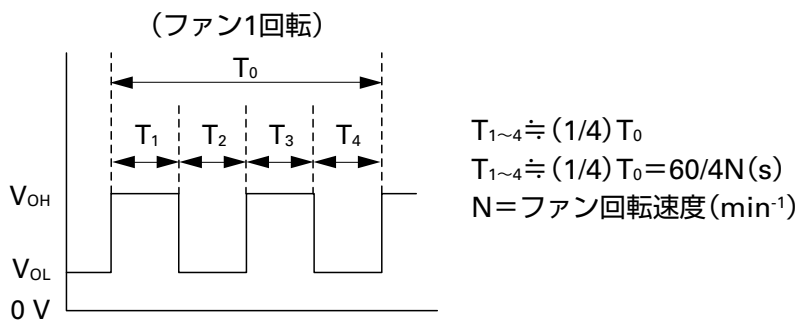 （ファン1回転）
T₀
T₁ T₂ T₃ T₄
V_OH
V_OL
0 V
T₁~₄≒（1/4）T₀
T₁~₄≒（1/4）T₀＝60/4N（s）
N＝ファン回転速度（min⁻¹）